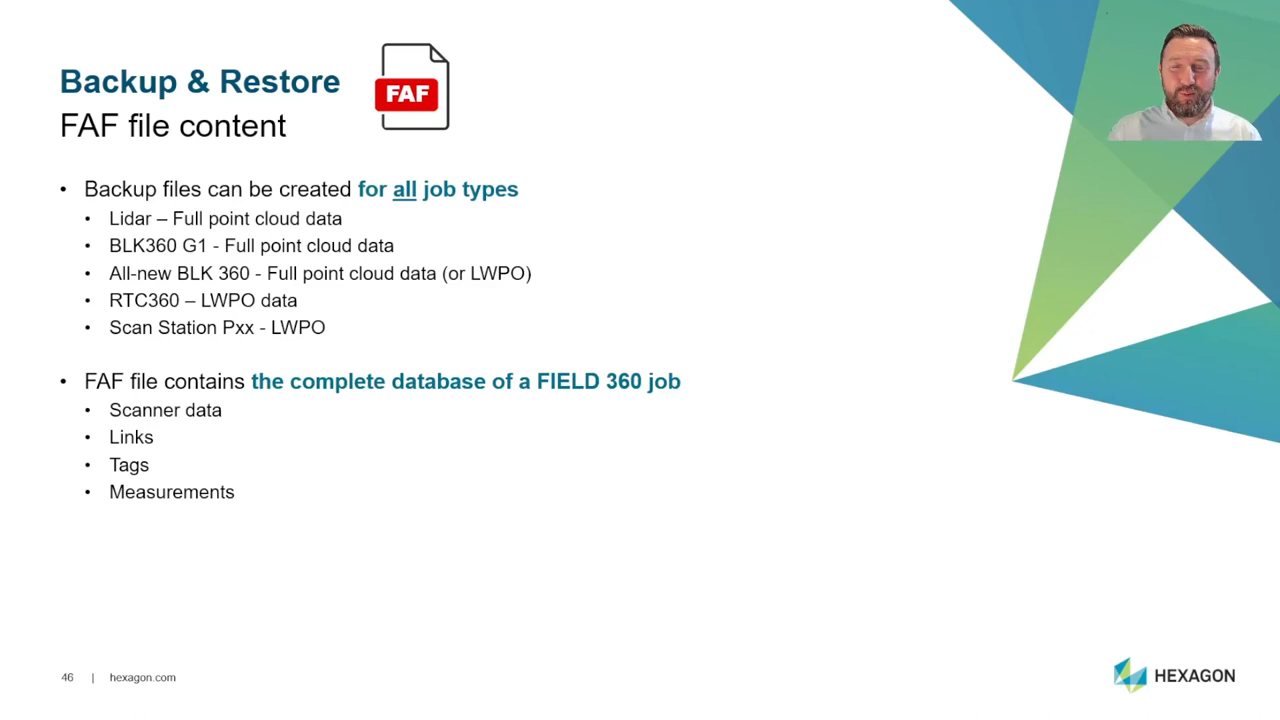 Backup & Restore
FAF
FAF file content
• Backup files can be created for all job types
• Lidar – Full point cloud data
• BLK360 G1 - Full point cloud data
• All-new BLK 360 - Full point cloud data (or LWPO)
• RTC360 – LWPO data
• Scan Station Pxx - LWPO
• FAF file contains the complete database of a FIELD 360 job
• Scanner data
• Links
• Tags
• Measurements
46 | hexagon.com
HEXAGON